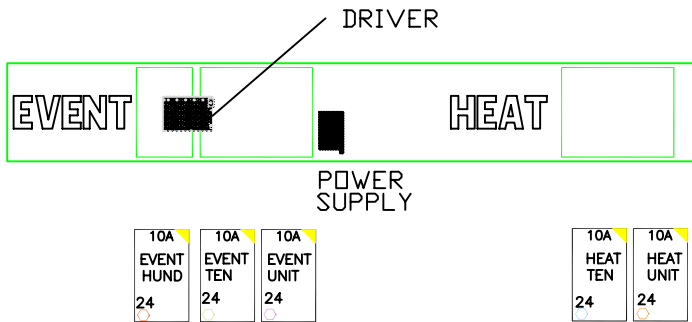 DRIVER
EVENT
HEAT
POWER
SUPPLY
10A
EVENT
HUND
24
10A
EVENT
TEN
24
10A
EVENT
UNIT
24
10A
HEAT
TEN
24
10A
HEAT
UNIT
24